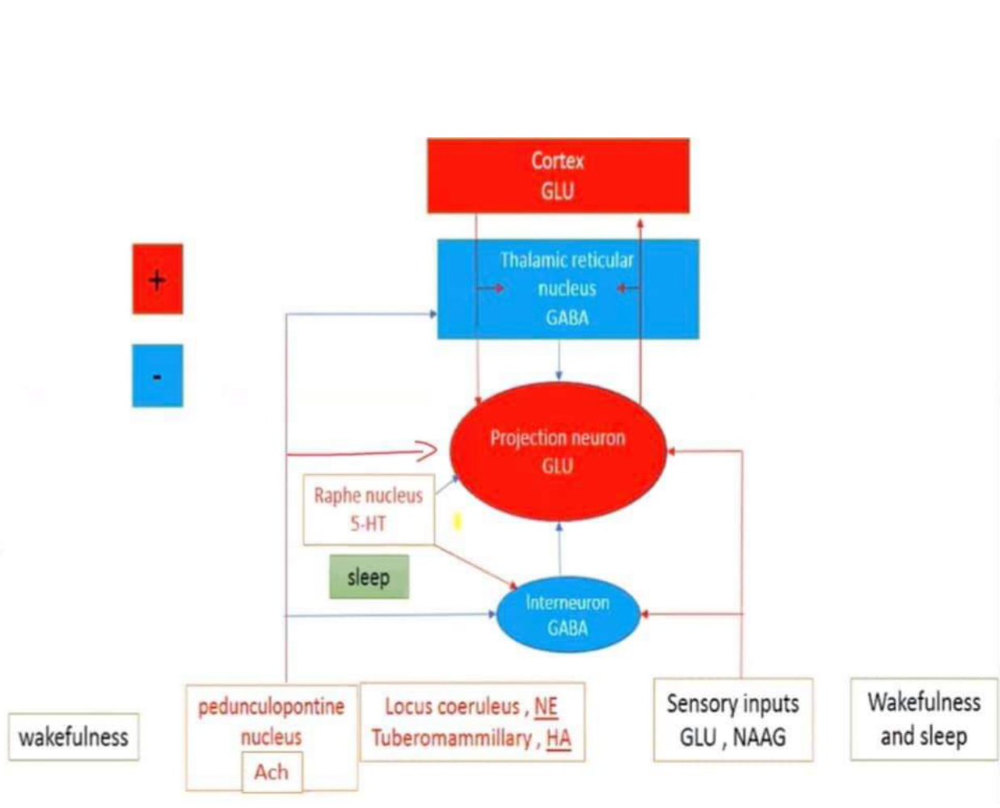 Cortex
GLU
Thalamic reticular
nucleus
GABA
+
-
Projection neuron
GLU
Raphe nucleus
5-HT
sleep
Interneuron
GABA
wakefulness
pedunculopontine
nucleus
Ach
Locus coeruleus , NE
Tuberomammillary , HA
Sensory inputs
GLU , NAAG
Wakefulness
and sleep